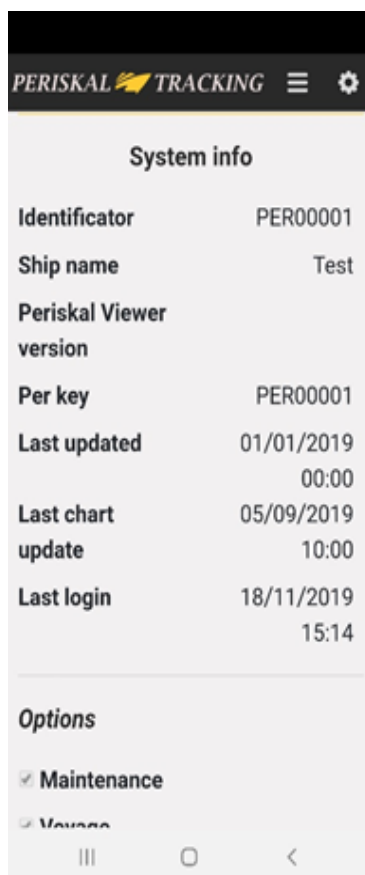 PERISKAL TRACKING
System info
Identificator PER00001
Ship name Test
Periskal Viewer
version
Per key PER00001
Last updated 01/01/2019
00:00
Last chart 05/09/2019
update 10:00
Last login 18/11/2019
15:14
Options
Maintenance
Voyage